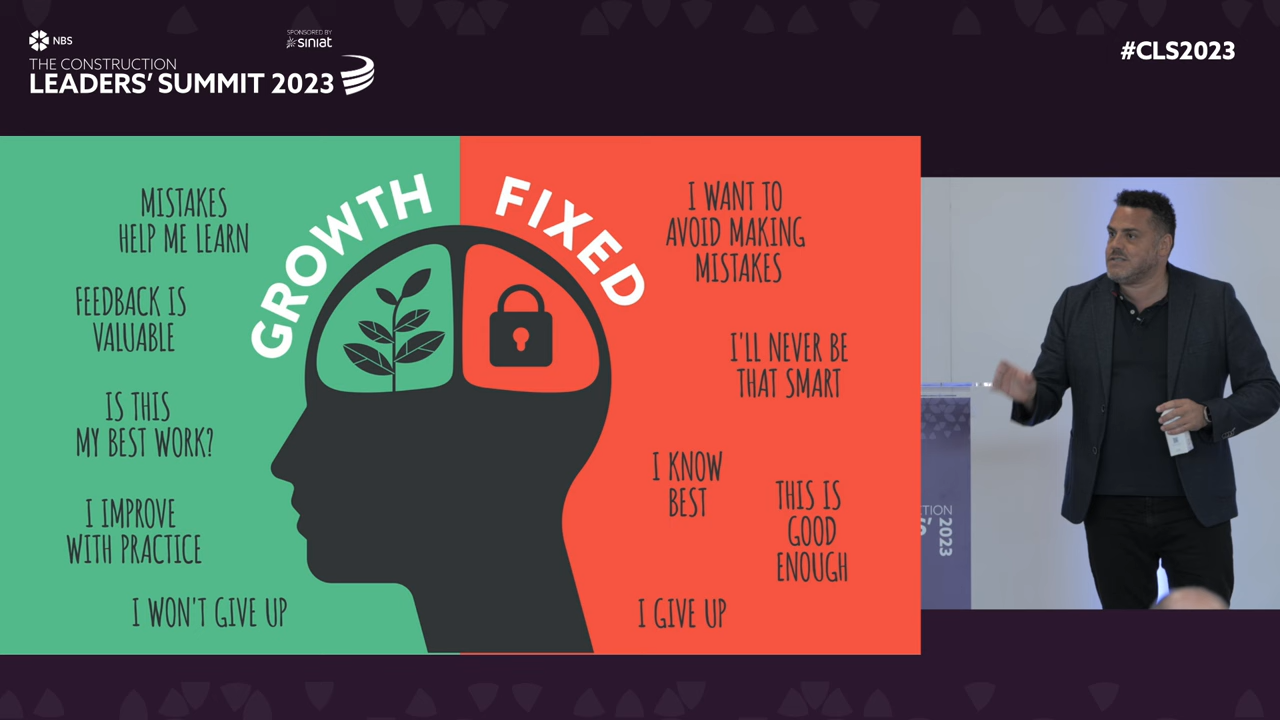 NBS
SPONSORED BY
siniat
THE CONSTRUCTION
LEADERS' SUMMIT 2023
#CLS2023
GROWTH
FIXED
MISTAKES
HELP ME LEARN
FEEDBACK IS
VALUABLE
IS THIS
MY BEST WORK?
I IMPROVE
WITH PRACTICE
I WON'T GIVE UP
I WANT TO
AVOID MAKING
MISTAKES
I'LL NEVER BE
THAT SMART
I KNOW
BEST
THIS IS
GOOD
ENOUGH
I GIVE UP
2023